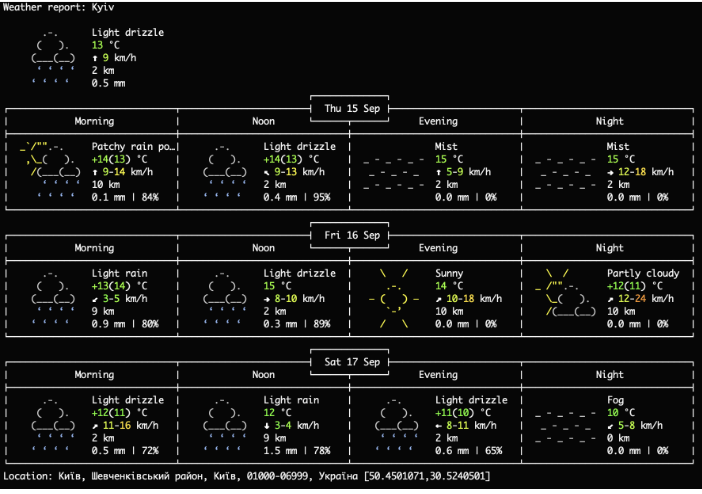 Weather report: Kyiv
Light drizzle
13 °C
↑ 9 km/h
2 km
0.5 mm
Thu 15 Sep
Morning Noon Evening Night
Patchy rain po… Light drizzle Mist Mist
+14(13) °C +14(13) °C 15 °C 15 °C
↑ 9-14 km/h ↖ 9-13 km/h ↑ 5-9 km/h → 12-18 km/h
10 km 2 km 2 km 2 km
0.1 mm | 84% 0.4 mm | 95% 0.0 mm | 0% 0.0 mm | 0%
Fri 16 Sep
Morning Noon Evening Night
Light rain Light drizzle Sunny Partly cloudy
+13(14) °C 15 °C 14 °C +12(11) °C
↙ 3-5 km/h → 8-10 km/h ↗ 10-18 km/h ↗ 12-24 km/h
9 km 2 km 10 km 10 km
0.9 mm | 80% 0.3 mm | 89% 0.0 mm | 0% 0.0 mm | 0%
Sat 17 Sep
Morning Noon Evening Night
Light drizzle Light rain Light drizzle Fog
+12(11) °C 12 °C +11(10) °C 10 °C
↗ 11-16 km/h ↓ 3-4 km/h ← 8-11 km/h ↙ 5-8 km/h
2 km 9 km 2 km 0 km
0.5 mm | 72% 1.5 mm | 78% 0.6 mm | 65% 0.0 mm | 0%
Location: Київ, Шевченківський район, Київ, 01000-06999, Україна [50.4501071,30.5240501]